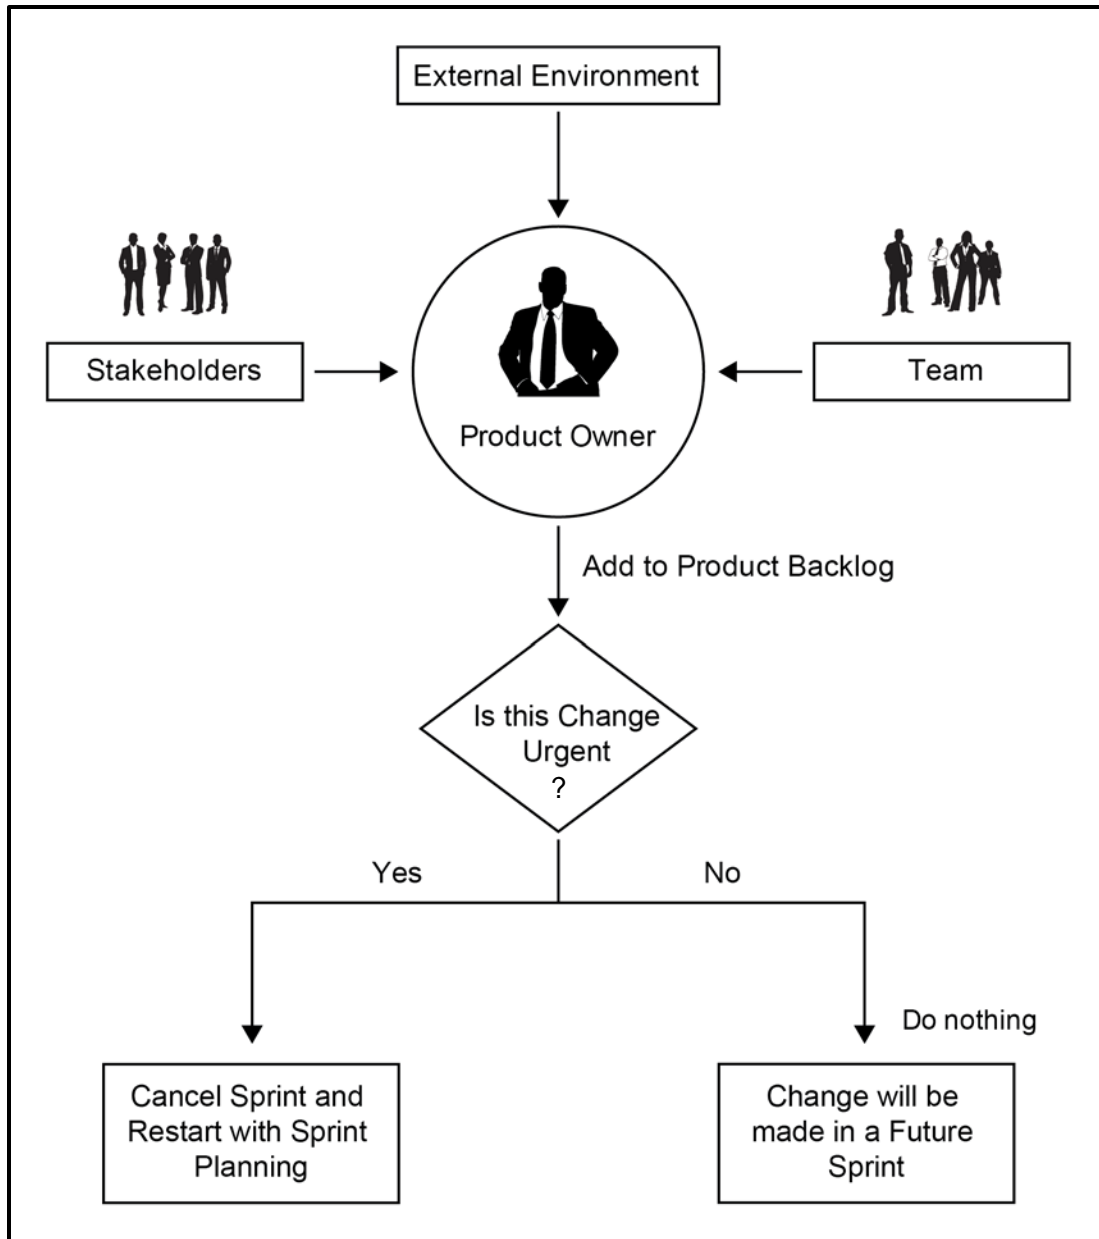 External Environment
Stakeholders
Team
Product Owner
Add to Product Backlog
Is this Change
Urgent
?
Yes
No
Do nothing
Cancel Sprint and
Restart with Sprint
Planning
Change will be
made in a Future
Sprint